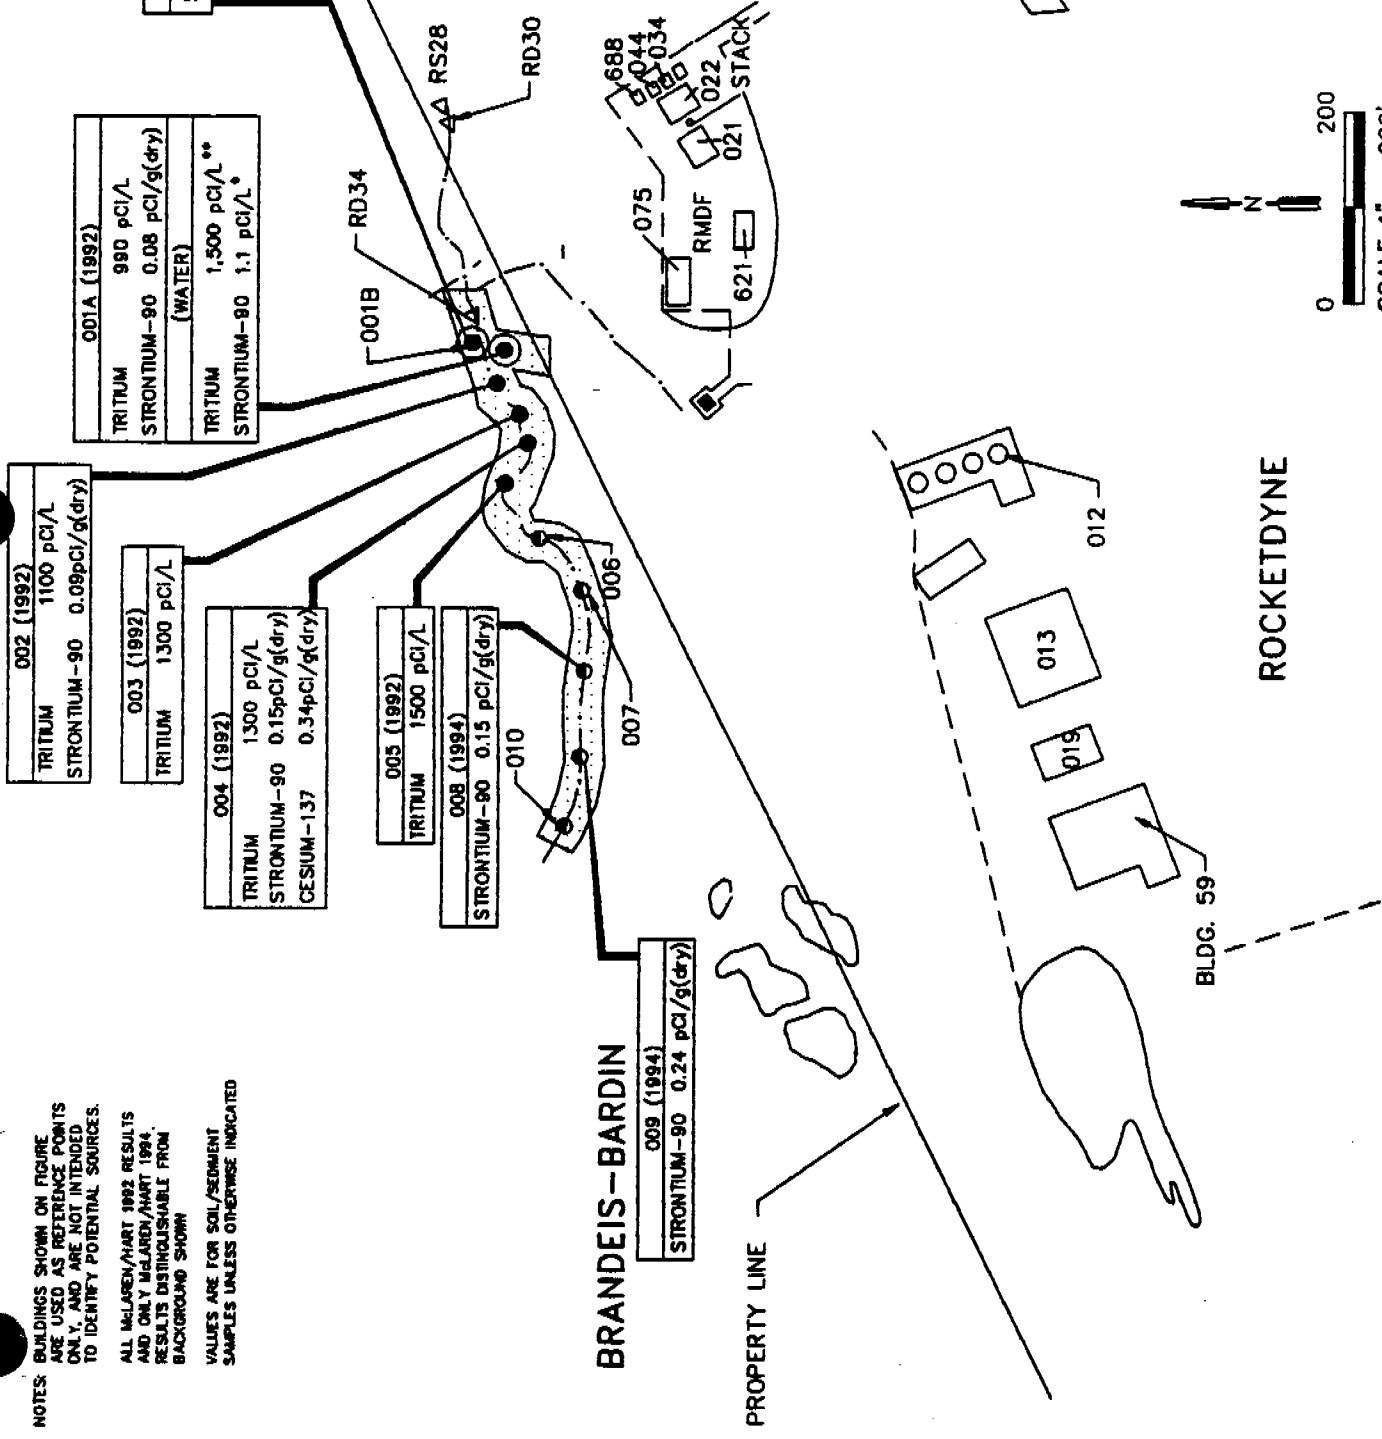 NOTES: BUILDINGS SHOWN ON FIGURE
ARE USED AS REFERENCE POINTS
ONLY, AND ARE NOT INTENDED
TO IDENTIFY POTENTIAL SOURCES.
ALL McLAREN/HART 1992 RESULTS
AND ONLY McLAREN/HART 1994
RESULTS DISTINGUISHABLE FROM
BACKGROUND SHOWN
VALUES ARE FOR SOIL/SEDIMENT
SAMPLES UNLESS OTHERWISE INDICATED
002 (1992)
TRITIUM 1100 pCi/L
STRONTIUM-90 0.09pCi/g(dry)
001A (1992)
TRITIUM 990 pCi/L
STRONTIUM-90 0.08 pCi/g(dry)
(WATER)
TRITIUM 1,500 pCi/L**
STRONTIUM-90 1.1 pCi/L*
003 (1992)
TRITIUM 1300 pCi/L
004 (1992)
TRITIUM 1300 pCi/L
STRONTIUM-90 0.15pCi/g(dry)
CESIUM-137 0.34pCi/g(dry)
005 (1992)
TRITIUM 1500 pCi/L
008 (1994)
STRONTIUM-90 0.15 pCi/g(dry)
009 (1994)
STRONTIUM-90 0.24 pCi/g(dry)
001B
RD34
RS28
RD30
010
006
007
BRANDEIS-BARDIN
PROPERTY LINE
688
044
034
022
STACK
021
075
RMDF
621
012
013
019
BLDG. 59
ROCKETDYNE
N
0 200